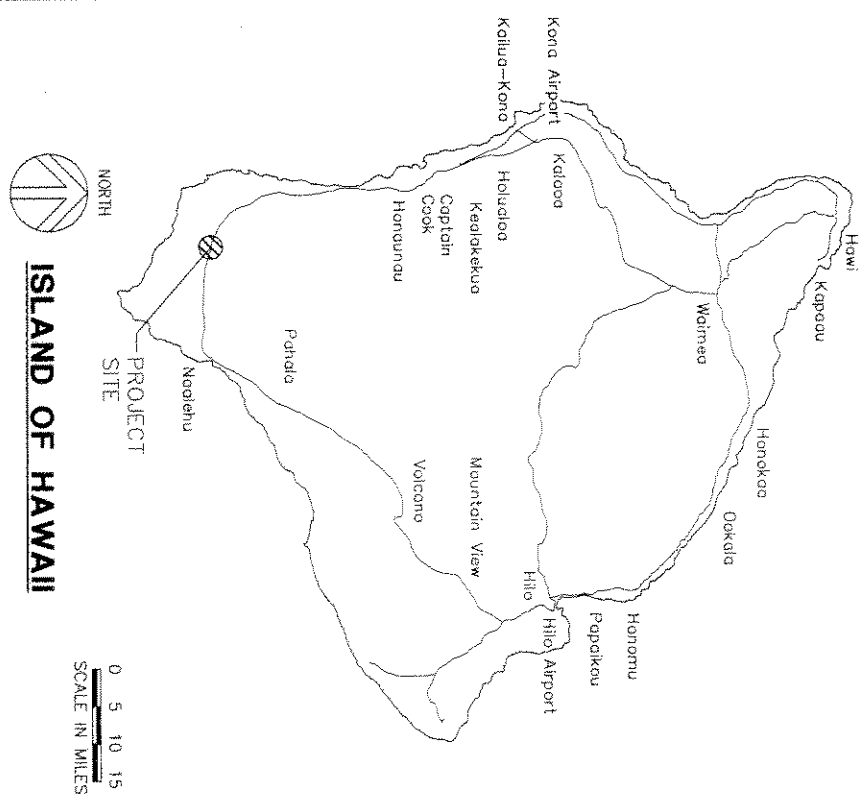 Hawi
Kapaau
Waimea
Honokaa
Ookala
Honomu
Papaikou
Hilo Airport
Hilo
Kona Airport
Kailua-Kona
Kalaoa
Holualoa
Kealakekua
Captain
Cook
Honaunau
Mountain View
Volcano
Pahala
Naalehu
PROJECT
SITE
NORTH
ISLAND OF HAWAII
0 5 10 15
SCALE IN MILES